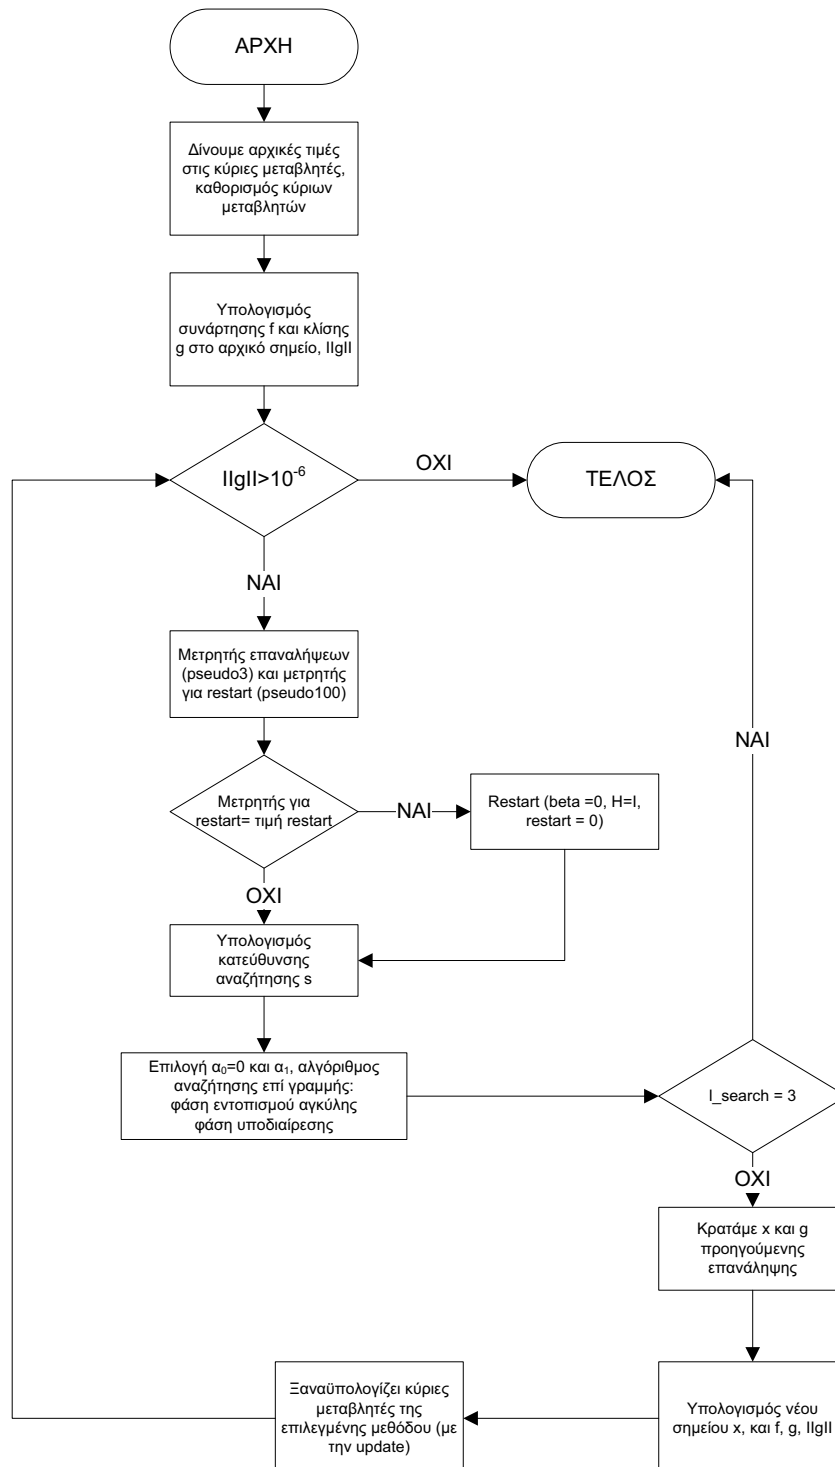 ΑΡΧΗ
Δίνουμε αρχικές τιμές
στις κύριες μεταβλητές,
καθορισμός κύριων
μεταβλητών
Υπολογισμός
συνάρτησης f και κλίσης
g στο αρχικό σημείο, IIgII
IIgII>10⁻⁶
ΟΧΙ
ΤΕΛΟΣ
ΝΑΙ
Μετρητής επαναλήψεων
(pseudo3) και μετρητής
για restart (pseudo100)
ΝΑΙ
Μετρητής για
restart= τιμή restart
ΝΑΙ
Restart (beta =0, H=I,
restart = 0)
ΟΧΙ
Υπολογισμός
κατεύθυνσης
αναζήτησης s
Επιλογή α₀=0 και α₁, αλγόριθμος
αναζήτησης επί γραμμής:
φάση εντοπισμού αγκύλης
φάση υποδιαίρεσης
l_search = 3
ΟΧΙ
Κρατάμε x και g
προηγούμενης
επανάληψης
Υπολογισμός νέου
σημείου x, και f, g, IIgII
Ξαναϋπολογίζει κύριες
μεταβλητές της
επιλεγμένης μεθόδου (με
την update)